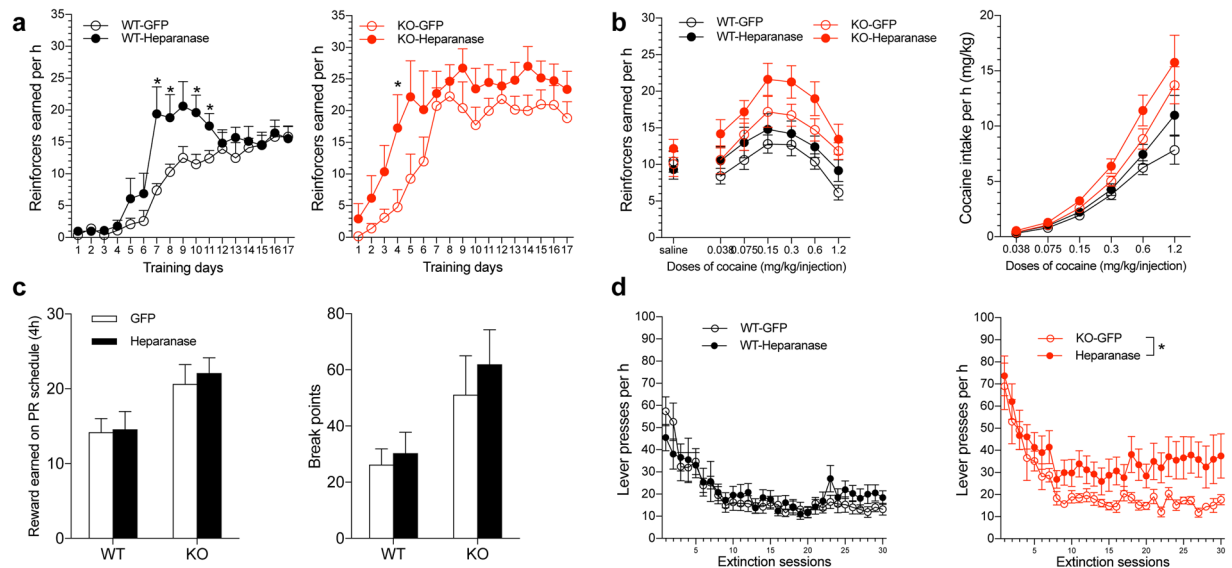 a
WT-GFP
WT-Heparanase
Reinforcers earned per h
35
30
25
20
15
10
5
0
* * * *
1 2 3 4 5 6 7 8 9 10 11 12 13 14 15 16 17
Training days
KO-GFP
KO-Heparanase
Reinforcers earned per h
35
30
25
20
15
10
5
0
*
1 2 3 4 5 6 7 8 9 10 11 12 13 14 15 16 17
Training days
b
WT-GFP KO-GFP
WT-Heparanase KO-Heparanase
Reinforcers earned per h
30
25
20
15
10
5
0
saline 0.038 0.075 0.15 0.3 0.6 1.2
Doses of cocaine (mg/kg/injection)
Cocaine intake per h (mg/kg)
20
15
10
5
0
0.038 0.075 0.15 0.3 0.6 1.2
Doses of cocaine (mg/kg/injection)
c
GFP
Heparanase
Reward earned on PR schedule (4h)
30
20
10
0
WT KO
Break points
80
60
40
20
0
WT KO
d
WT-GFP
WT-Heparanase
Lever presses per h
100
90
80
70
60
50
40
30
20
10
0
5 10 15 20 25 30
Extinction sessions
KO-GFP
Heparanase
*
Lever presses per h
100
90
80
70
60
50
40
30
20
10
0
5 10 15 20 25 30
Extinction sessions